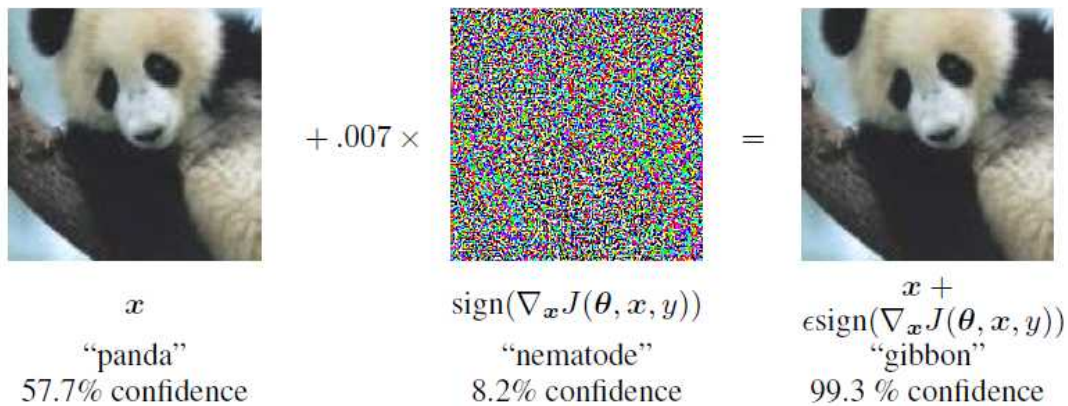 + .007 ×
=
x
sign(∇ₓJ(θ, x, y))
x +
ϵsign(∇ₓJ(θ, x, y))
“panda”
“nematode”
“gibbon”
57.7% confidence
8.2% confidence
99.3 % confidence